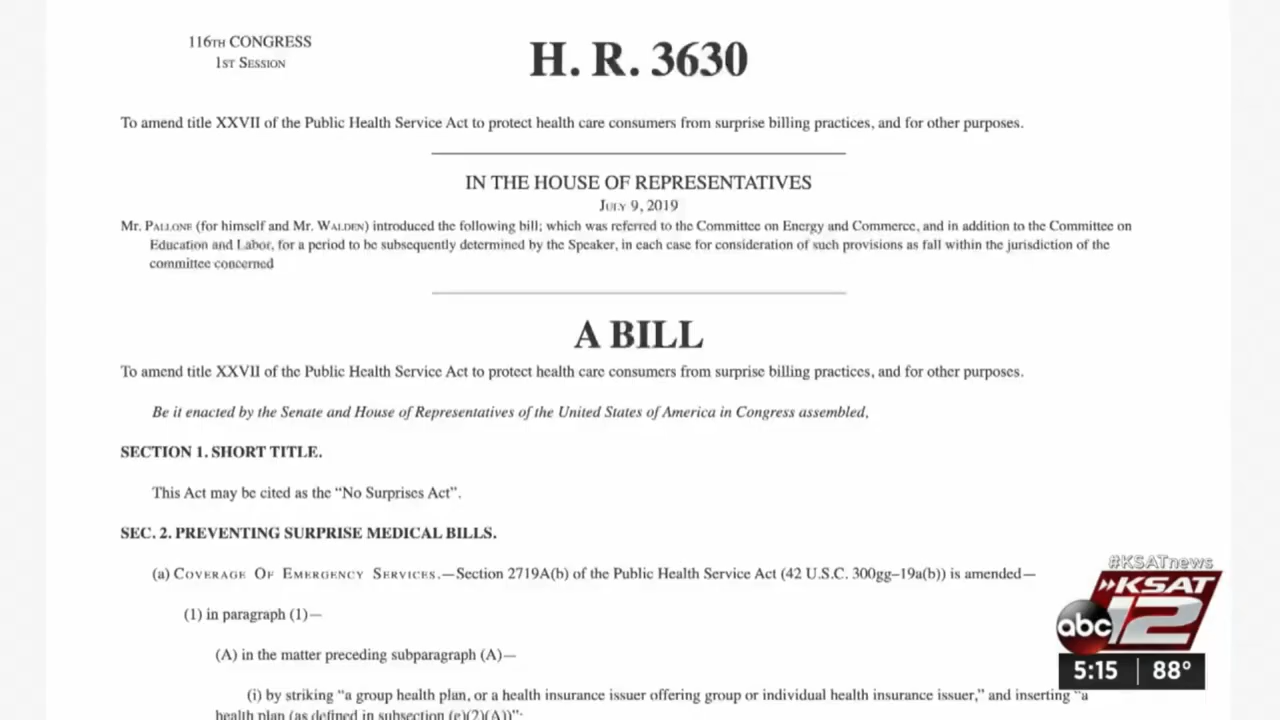 116TH CONGRESS
1ST SESSION
H. R. 3630
To amend title XXVII of the Public Health Service Act to protect health care consumers from surprise billing practices, and for other purposes.
IN THE HOUSE OF REPRESENTATIVES
JULY 9, 2019
Mr. PALLONE (for himself and Mr. WALDEN) introduced the following bill; which was referred to the Committee on Energy and Commerce, and in addition to the Committee on
Education and Labor, for a period to be subsequently determined by the Speaker, in each case for consideration of such provisions as fall within the jurisdiction of the
committee concerned
A BILL
To amend title XXVII of the Public Health Service Act to protect health care consumers from surprise billing practices, and for other purposes.
Be it enacted by the Senate and House of Representatives of the United States of America in Congress assembled,
SECTION 1. SHORT TITLE.
This Act may be cited as the “No Surprises Act”.
SEC. 2. PREVENTING SURPRISE MEDICAL BILLS.
(a) COVERAGE OF EMERGENCY SERVICES.—Section 2719A(b) of the Public Health Service Act (42 U.S.C. 300gg–19a(b)) is amended—
(1) in paragraph (1)—
(A) in the matter preceding subparagraph (A)—
(i) by striking “a group health plan, or a health insurance issuer offering group or individual health insurance issuer,” and inserting “a
health plan (as defined in subsection (e)(2)(A))”;
#KSATnews
KSAT
abc 12
5:15 88°